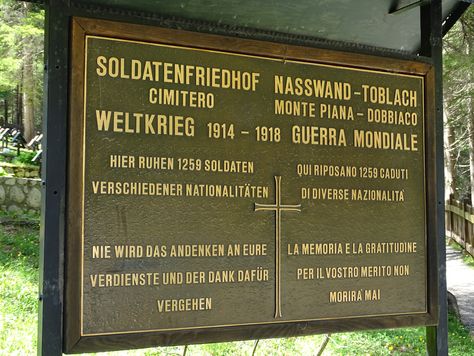 SOLDATENFRIEDHOF NASSWAND-TOBLACH
CIMITERO MONTE PIANA - DOBBIACO
WELTKRIEG 1914 - 1918 GUERRA MONDIALE
HIER RUHEN 1259 SOLDATEN
VERSCHIEDENER NATIONALITÄTEN
QUI RIPOSANO 1259 CADUTI
DI DIVERSE NAZIONALITÀ
NIE WIRD DAS ANDENKEN AN EURE
VERDIENSTE UND DER DANK DAFÜR
VERGEHEN
LA MEMORIA E LA GRATITUDINE
PER IL VOSTRO MERITO NON
MORIRA' MAI